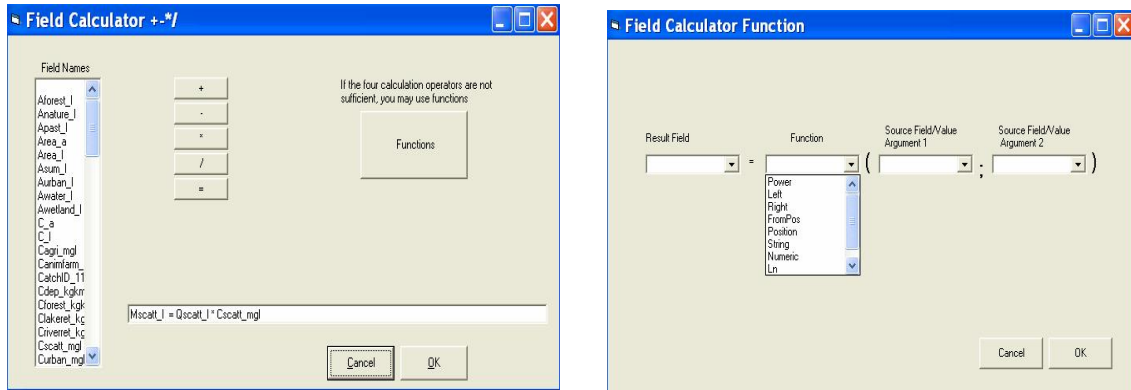 Field Calculator +-*/
Field Names
Aforest_l
Anature_l
Apast_l
Area_a
Area_l
Asum_l
Aurban_l
Awater_l
Awetland_l
C_a
C_l
Cagri_mgl
Canimfarm_
CatchID_11
Cdep_kgkm
Cforest_kgk
Clakeret_kg
Criverret_kg
Cscatt_mgl
Curban_mgl
+
-
*
/
=
If the four calculation operators are not
sufficient, you may use functions
Functions
Mscatt_l = Qscatt_l * Cscatt_mgl
Cancel
OK
Field Calculator Function
Result Field
Function
Source Field/Value
Argument 1
Source Field/Value
Argument 2
= ( ; )
Power
Left
Right
FromPos
Position
String
Numeric
Ln
Cancel
OK